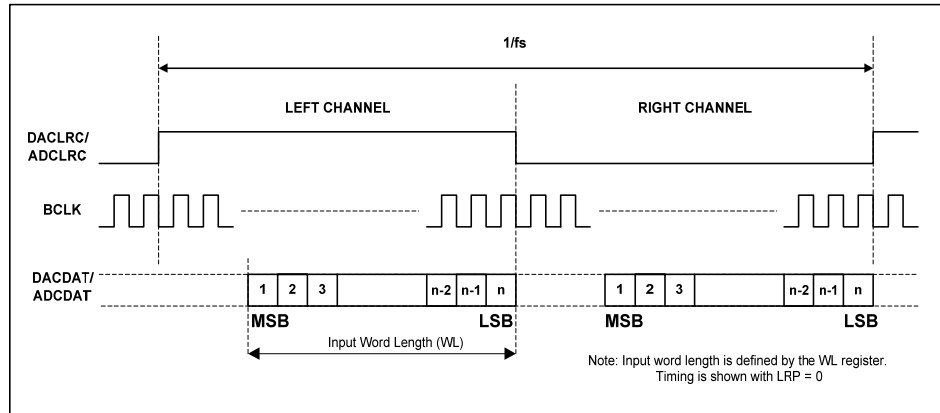 1/fs
LEFT CHANNEL
RIGHT CHANNEL
DACLRC/
ADCLRC
BCLK
DACDAT/
ADCDAT
1 2 3 n-2 n-1 n
1 2 3 n-2 n-1 n
MSB
LSB
MSB
LSB
Input Word Length (WL)
Note: Input word length is defined by the WL register.
Timing is shown with LRP = 0